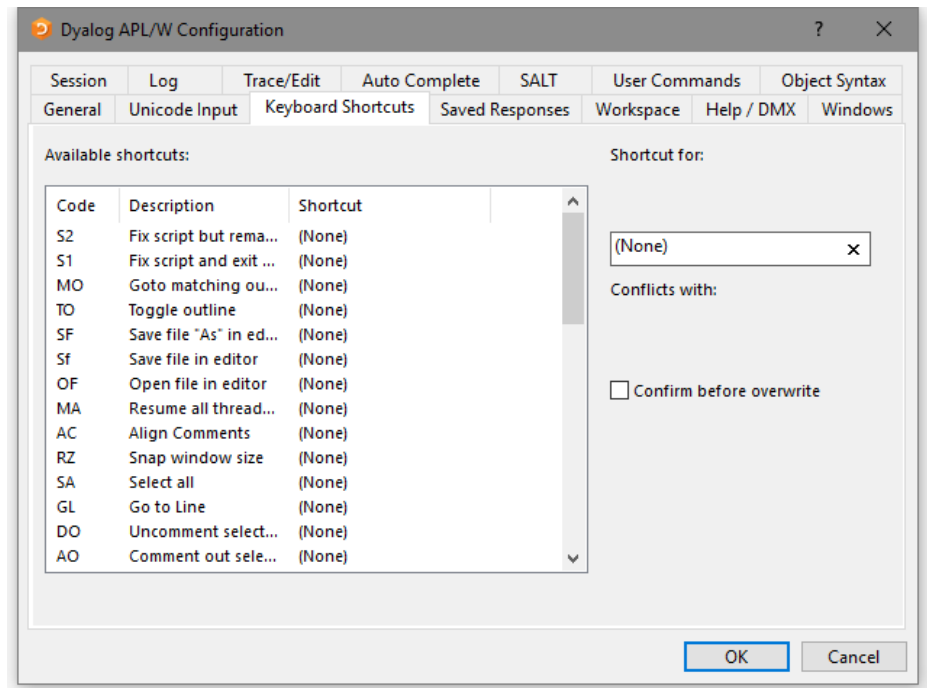 Dyalog APL/W Configuration ?
Session Log Trace/Edit Auto Complete SALT User Commands Object Syntax
General Unicode Input Keyboard Shortcuts Saved Responses Workspace Help / DMX Windows
Available shortcuts:
Shortcut for:
Code Description Shortcut
S2 Fix script but rema... (None)
S1 Fix script and exit ... (None)
MO Goto matching ou... (None)
TO Toggle outline (None)
SF Save file "As" in ed... (None)
Sf Save file in editor (None)
OF Open file in editor (None)
MA Resume all thread... (None)
AC Align Comments (None)
RZ Snap window size (None)
SA Select all (None)
GL Go to Line (None)
DO Uncomment select... (None)
AO Comment out sele... (None)
(None)
Conflicts with:
Confirm before overwrite
OK Cancel